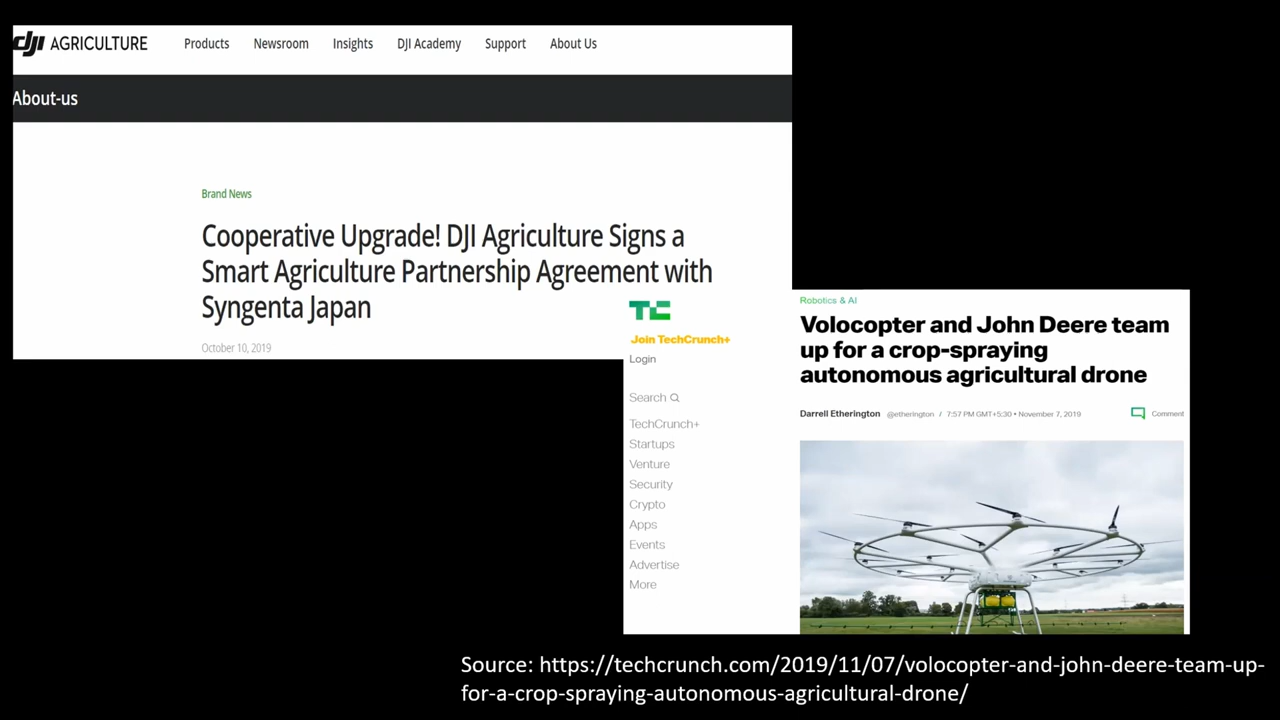 dji AGRICULTURE Products Newsroom Insights DJI Academy Support About Us
About-us
Brand News
Cooperative Upgrade! DJI Agriculture Signs a
Smart Agriculture Partnership Agreement with
Syngenta Japan
October 10, 2019
TC
Join TechCrunch+
Login
Search
TechCrunch+
Startups
Venture
Security
Crypto
Apps
Events
Advertise
More
Robotics & AI
Volocopter and John Deere team
up for a crop-spraying
autonomous agricultural drone
Darrell Etherington @etherington / 7:57 PM GMT+5:30 • November 7, 2019 Comment
Source: https://techcrunch.com/2019/11/07/volocopter-and-john-deere-team-up-
for-a-crop-spraying-autonomous-agricultural-drone/